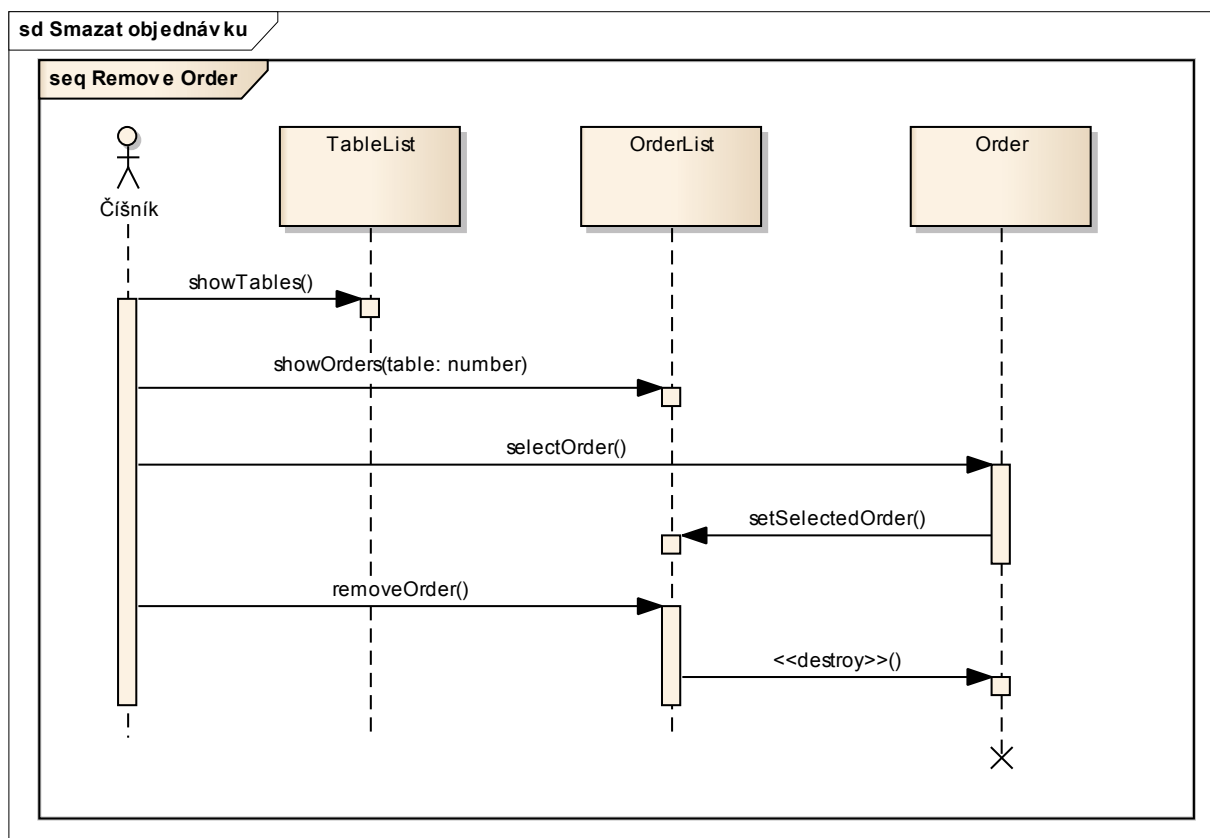 sd Smazat objednávku
seq Remove Order
TableList
OrderList
Order
Číšník
showTables()
showOrders(table: number)
selectOrder()
setSelectedOrder()
removeOrder()
<<destroy>>()